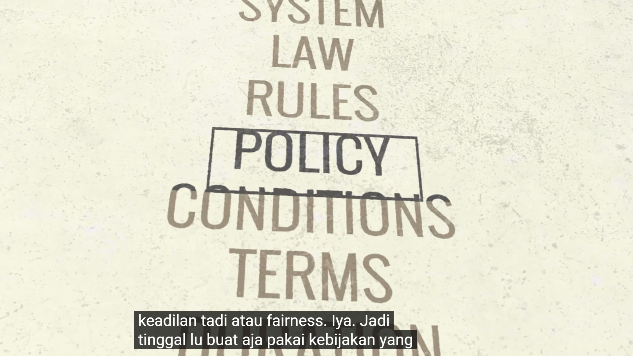 SYSTEM
LAW
RULES
POLICY
CONDITIONS
TERMS
keadilan tadi atau fairness. Iya. Jadi
tinggal lu buat aja pakai kebijakan yang